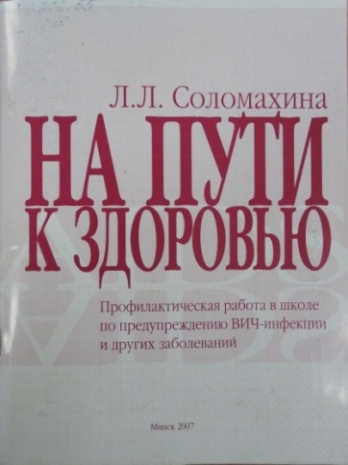 Л.Л. Соломахина
НА ПУТИ
К ЗДОРОВЬЮ
Профилактическая работа в школе
по предупреждению ВИЧ-инфекции
и других заболеваний
Минск 2007